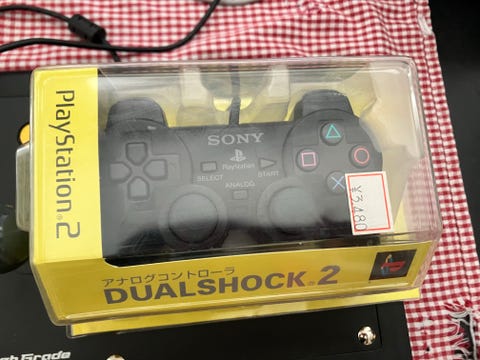 PlayStation®2
SONY
PlayStation
SELECT
START
ANALOG
¥3,480
アナログコントローラ
DUALSHOCK®2
Grade